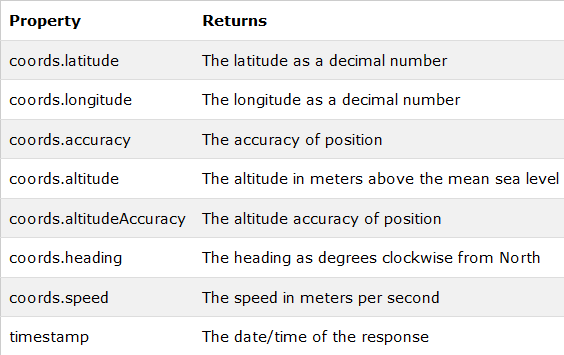 Property Returns
coords.latitude The latitude as a decimal number
coords.longitude The longitude as a decimal number
coords.accuracy The accuracy of position
coords.altitude The altitude in meters above the mean sea level
coords.altitudeAccuracy The altitude accuracy of position
coords.heading The heading as degrees clockwise from North
coords.speed The speed in meters per second
timestamp The date/time of the response